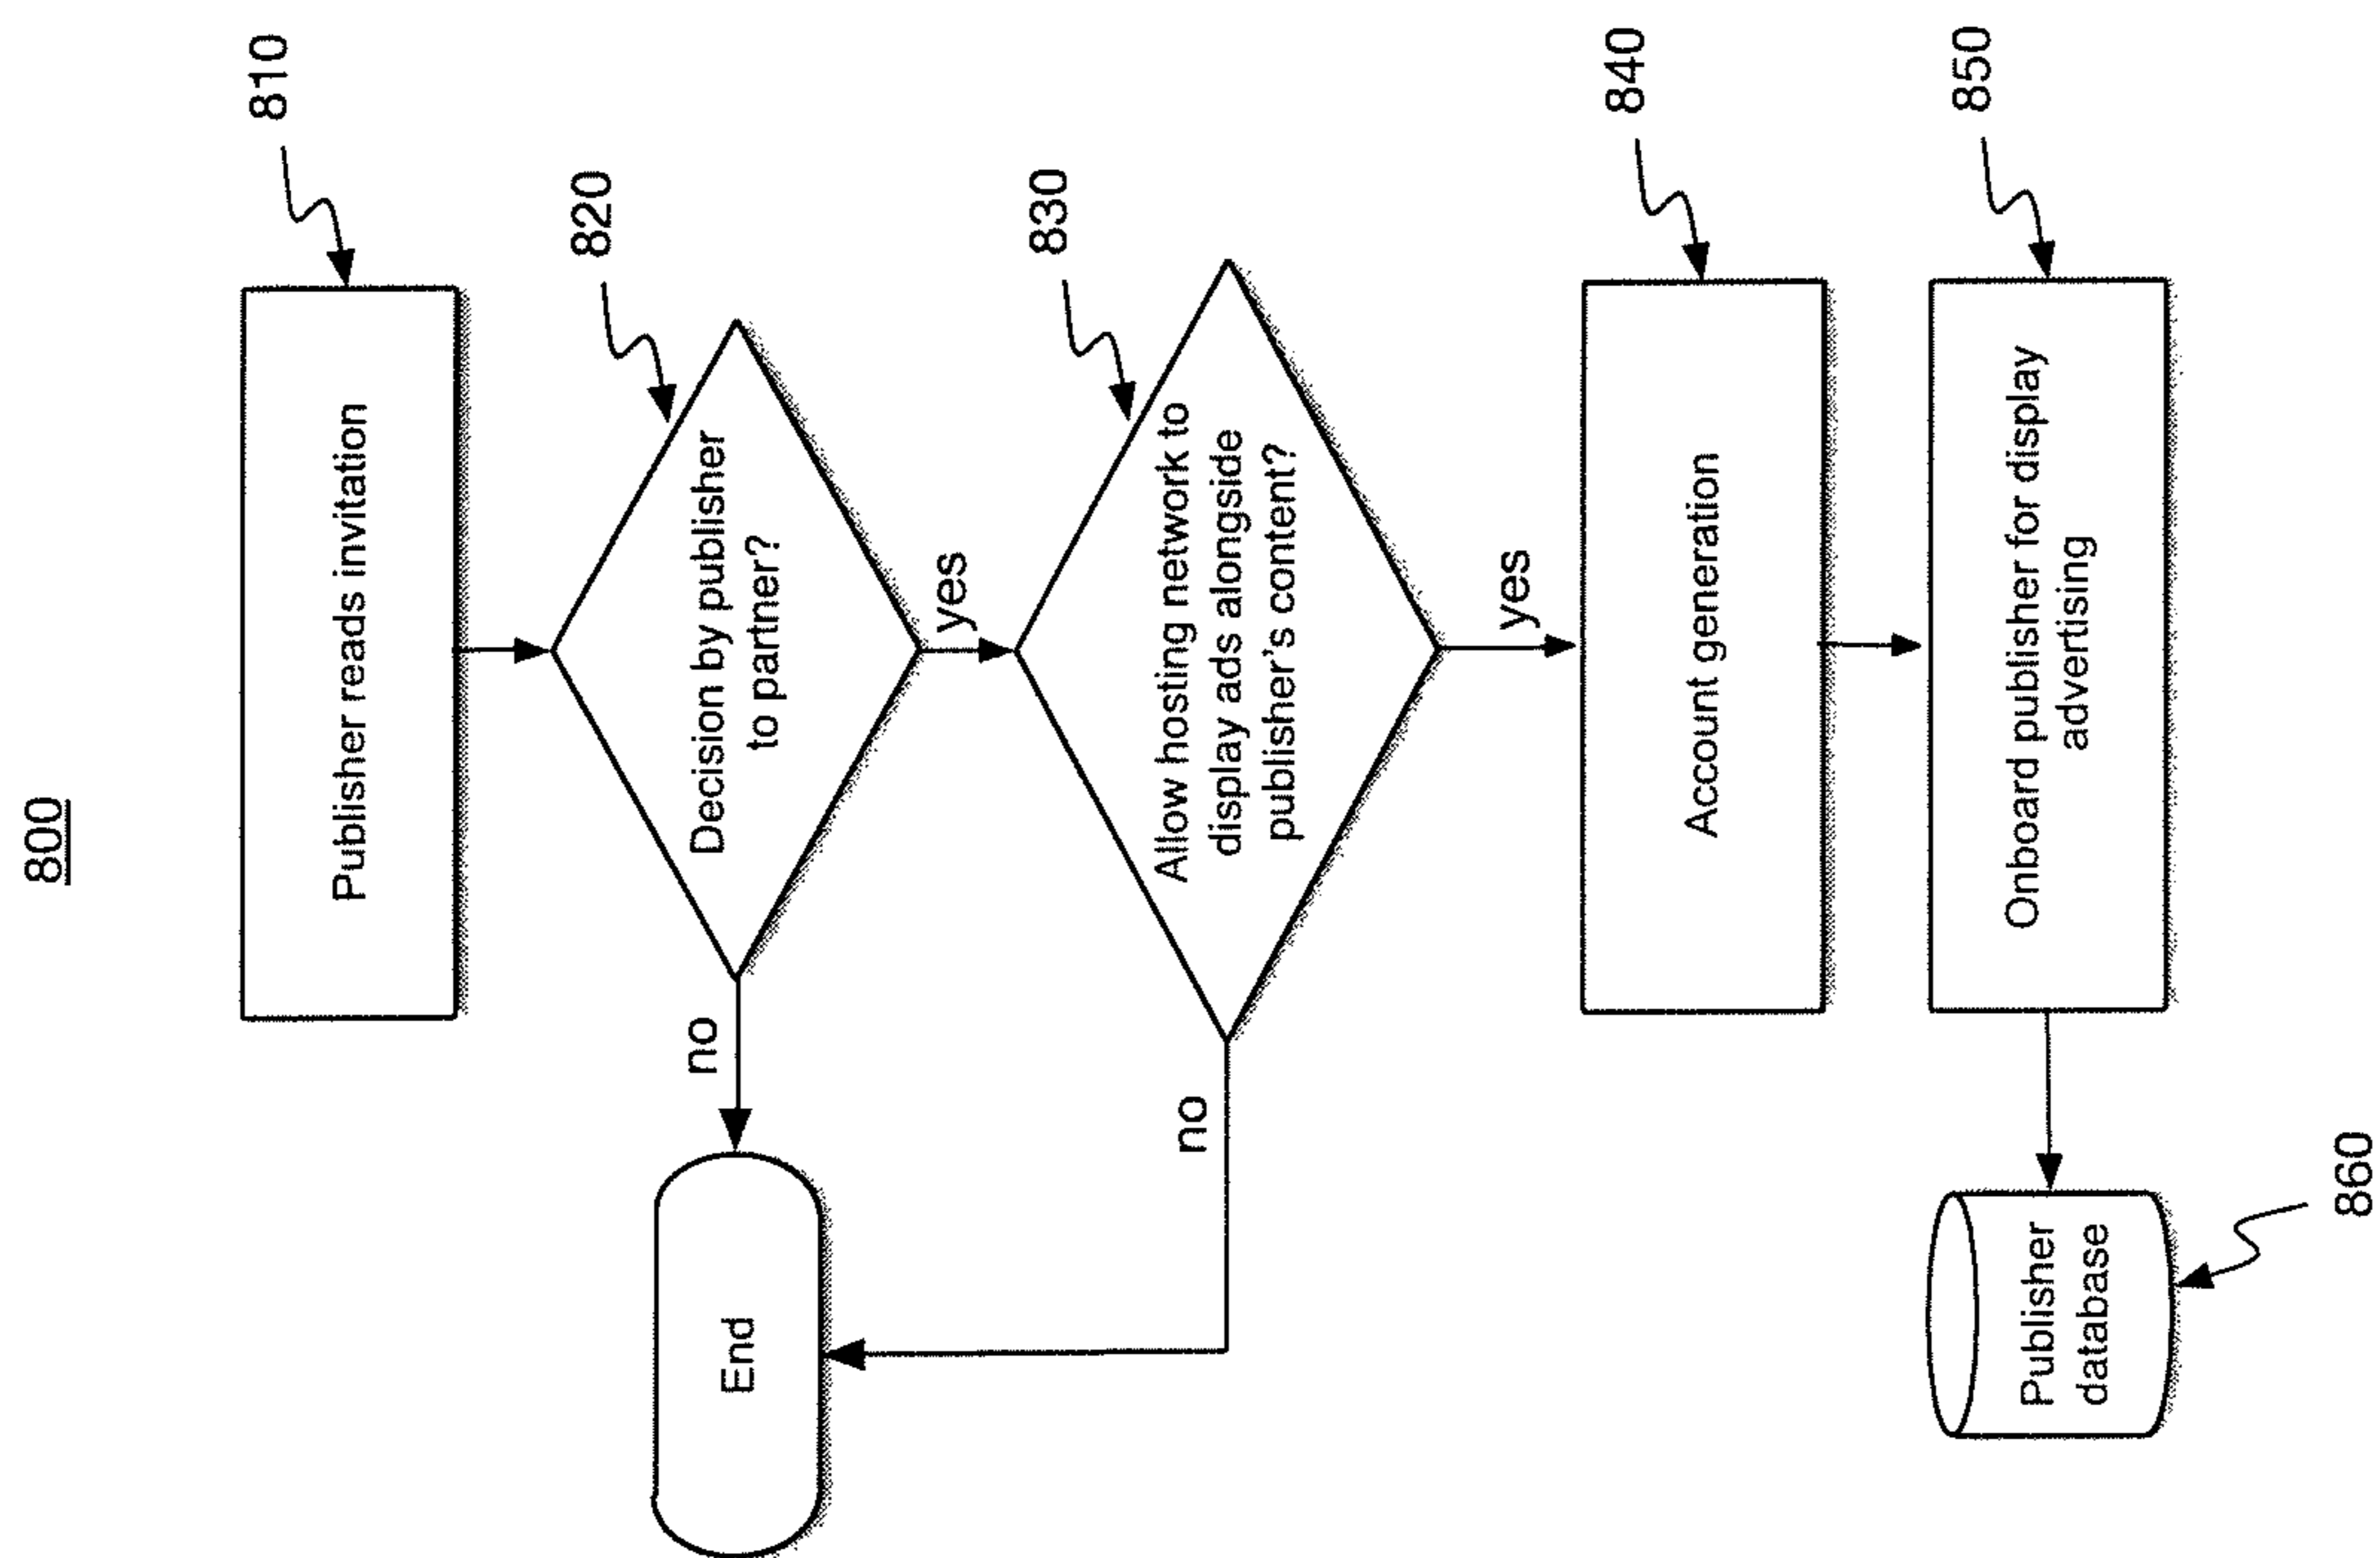 800
Publisher reads invitation
810
Decision by publisher
to partner?
820
no
yes
End
Allow hosting network to
display ads alongside
publisher's content?
830
no
yes
Account generation
840
Onboard publisher for display
advertising
850
Publisher
database
860